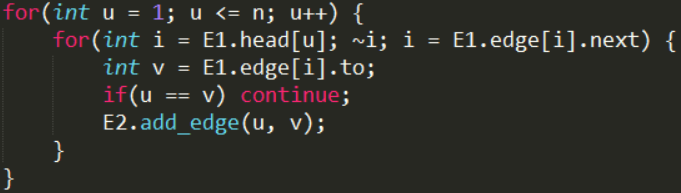 for(int u = 1; u <= n; u++) {
    for(int i = E1.head[u]; ~i; i = E1.edge[i].next) {
        int v = E1.edge[i].to;
        if(u == v) continue;
        E2.add_edge(u, v);
    }
}